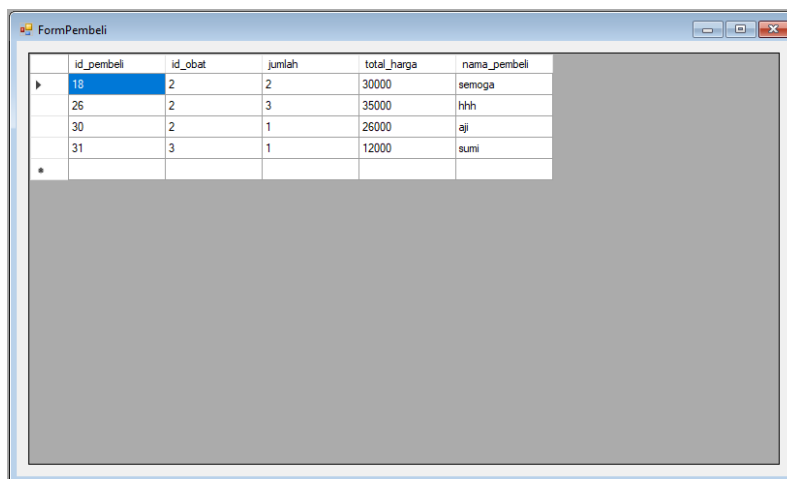 FormPembeli
id_pembeli id_obat jumlah total_harga nama_pembeli
18 2 2 30000 semoga
26 2 3 35000 hhh
30 2 1 26000 aji
31 3 1 12000 sumi